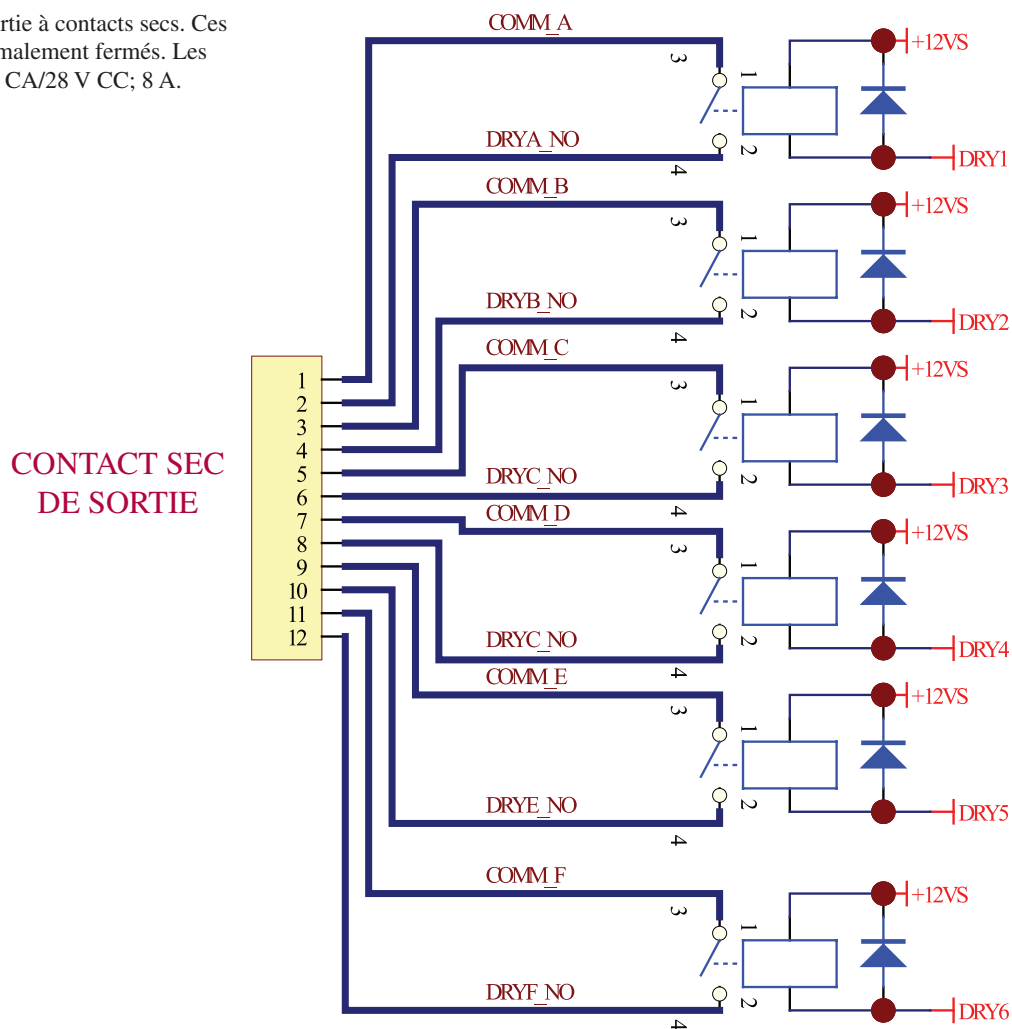 rtie à contacts secs. Ces
malement fermés. Les
CA/28 V CC; 8 A.
COMM_A
3
1
+12VS
DRYA_NO
4
2
DRY1
COMM_B
3
1
+12VS
DRYB_NO
4
2
DRY2
COMM_C
3
1
+12VS
DRYC_NO
4
2
DRY3
COMM_D
3
1
+12VS
DRYC_NO
4
2
DRY4
COMM_E
3
1
+12VS
DRYE_NO
4
2
DRY5
COMM_F
3
1
+12VS
DRYF_NO
4
2
DRY6
CONTACT SEC
DE SORTIE
1
2
3
4
5
6
7
8
9
10
11
12